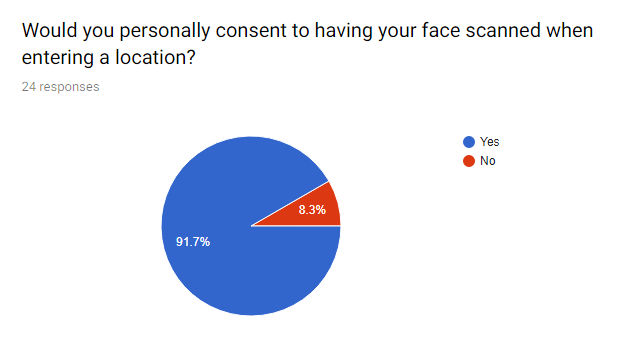 Would you personally consent to having your face scanned when
entering a location?
24 responses
Yes
No
8.3%
91.7%